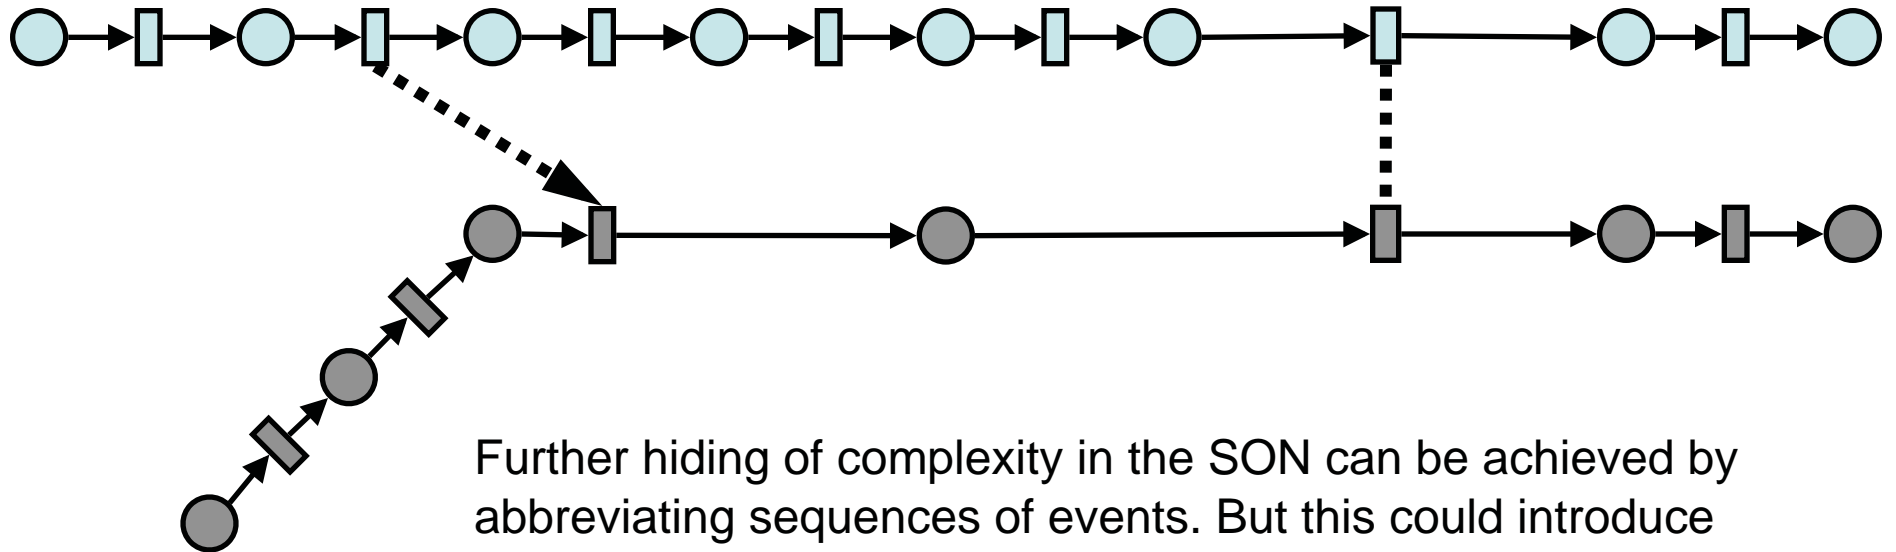 Further hiding of complexity in the SON can be achieved by
abbreviating sequences of events. But this could introduce